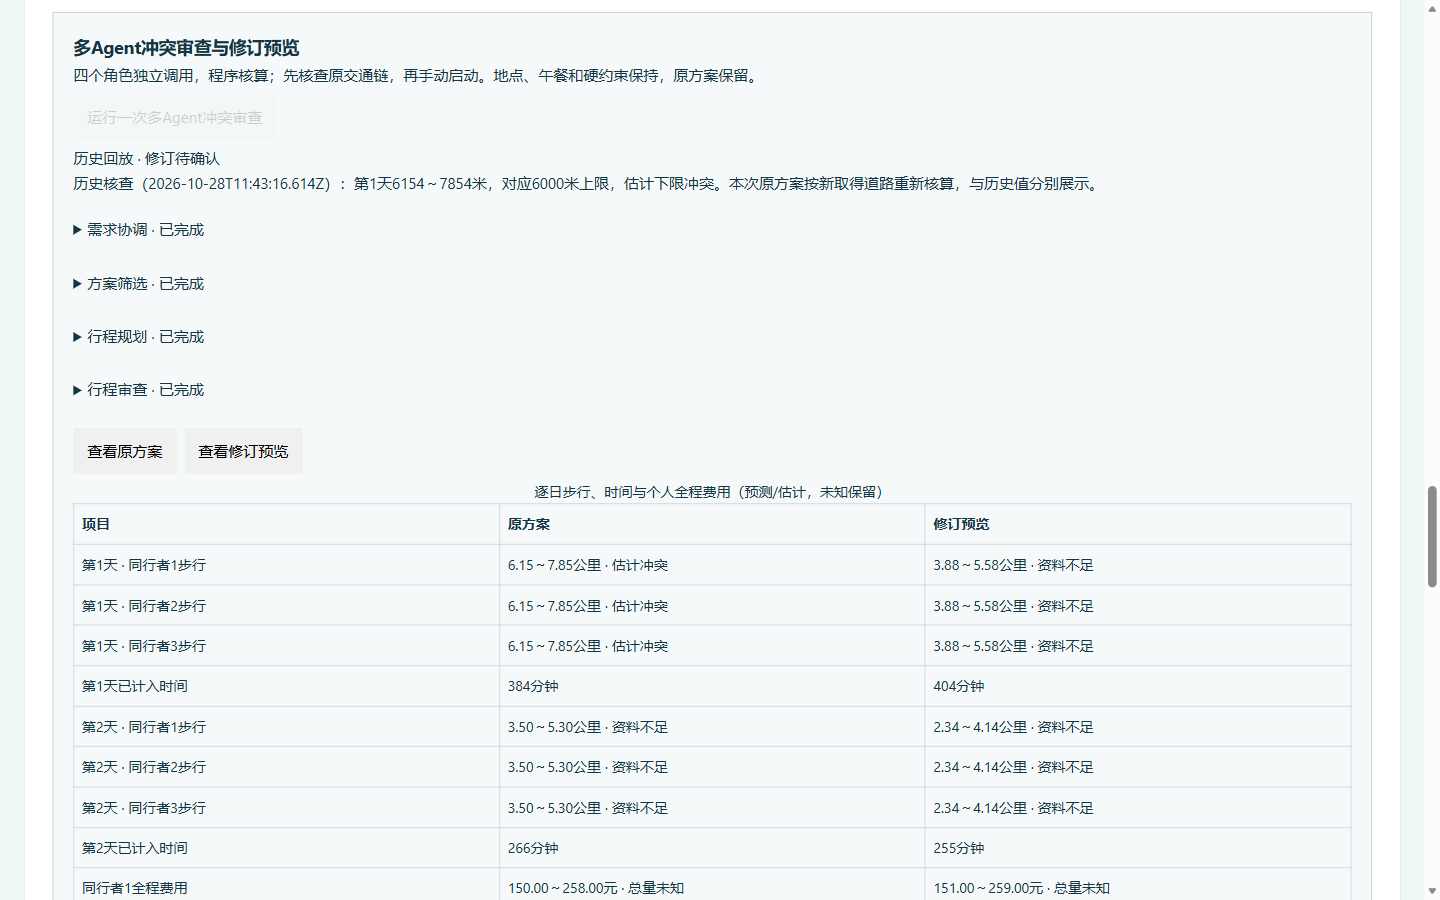 多Agent冲突审查与修订预览
四个角色独立调用，程序核算；先核查原交通链，再手动启动。地点、午餐和硬约束保持，原方案保留。
运行一次多Agent冲突审查
历史回放 · 修订待确认
历史核查（2026-10-28T11:43:16.614Z）：第1天6154～7854米，对应6000米上限，估计下限冲突。本次原方案按新取得道路重新核算，与历史值分别展示。
▶ 需求协调 · 已完成
▶ 方案筛选 · 已完成
▶ 行程规划 · 已完成
▶ 行程审查 · 已完成
查看原方案 查看修订预览
逐日步行、时间与个人全程费用（预测/估计，未知保留）
项目 原方案 修订预览
第1天 · 同行者1步行 6.15～7.85公里 · 估计冲突 3.88～5.58公里 · 资料不足
第1天 · 同行者2步行 6.15～7.85公里 · 估计冲突 3.88～5.58公里 · 资料不足
第1天 · 同行者3步行 6.15～7.85公里 · 估计冲突 3.88～5.58公里 · 资料不足
第1天已计入时间 384分钟 404分钟
第2天 · 同行者1步行 3.50～5.30公里 · 资料不足 2.34～4.14公里 · 资料不足
第2天 · 同行者2步行 3.50～5.30公里 · 资料不足 2.34～4.14公里 · 资料不足
第2天 · 同行者3步行 3.50～5.30公里 · 资料不足 2.34～4.14公里 · 资料不足
第2天已计入时间 266分钟 255分钟
同行者1全程费用 150.00～258.00元 · 总量未知 151.00～259.00元 · 总量未知